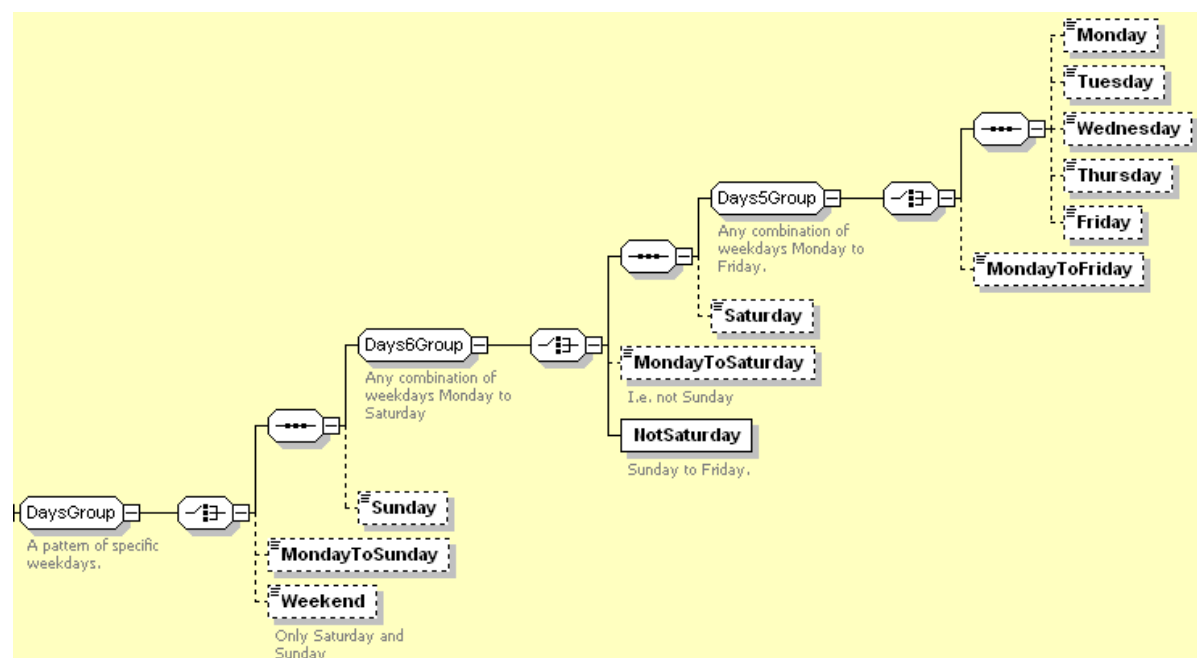 Monday
Tuesday
Wednesday
Thursday
Days5Group
Any combination of
weekdays Monday to
Friday.
Friday
MondayToFriday
Saturday
Days6Group
Any combination of
weekdays Monday to
Saturday
MondayToSaturday
I.e. not Sunday
NotSaturday
Sunday to Friday.
DaysGroup
A pattern of specific
weekdays.
Sunday
MondayToSunday
Weekend
Only Saturday and
Sunday